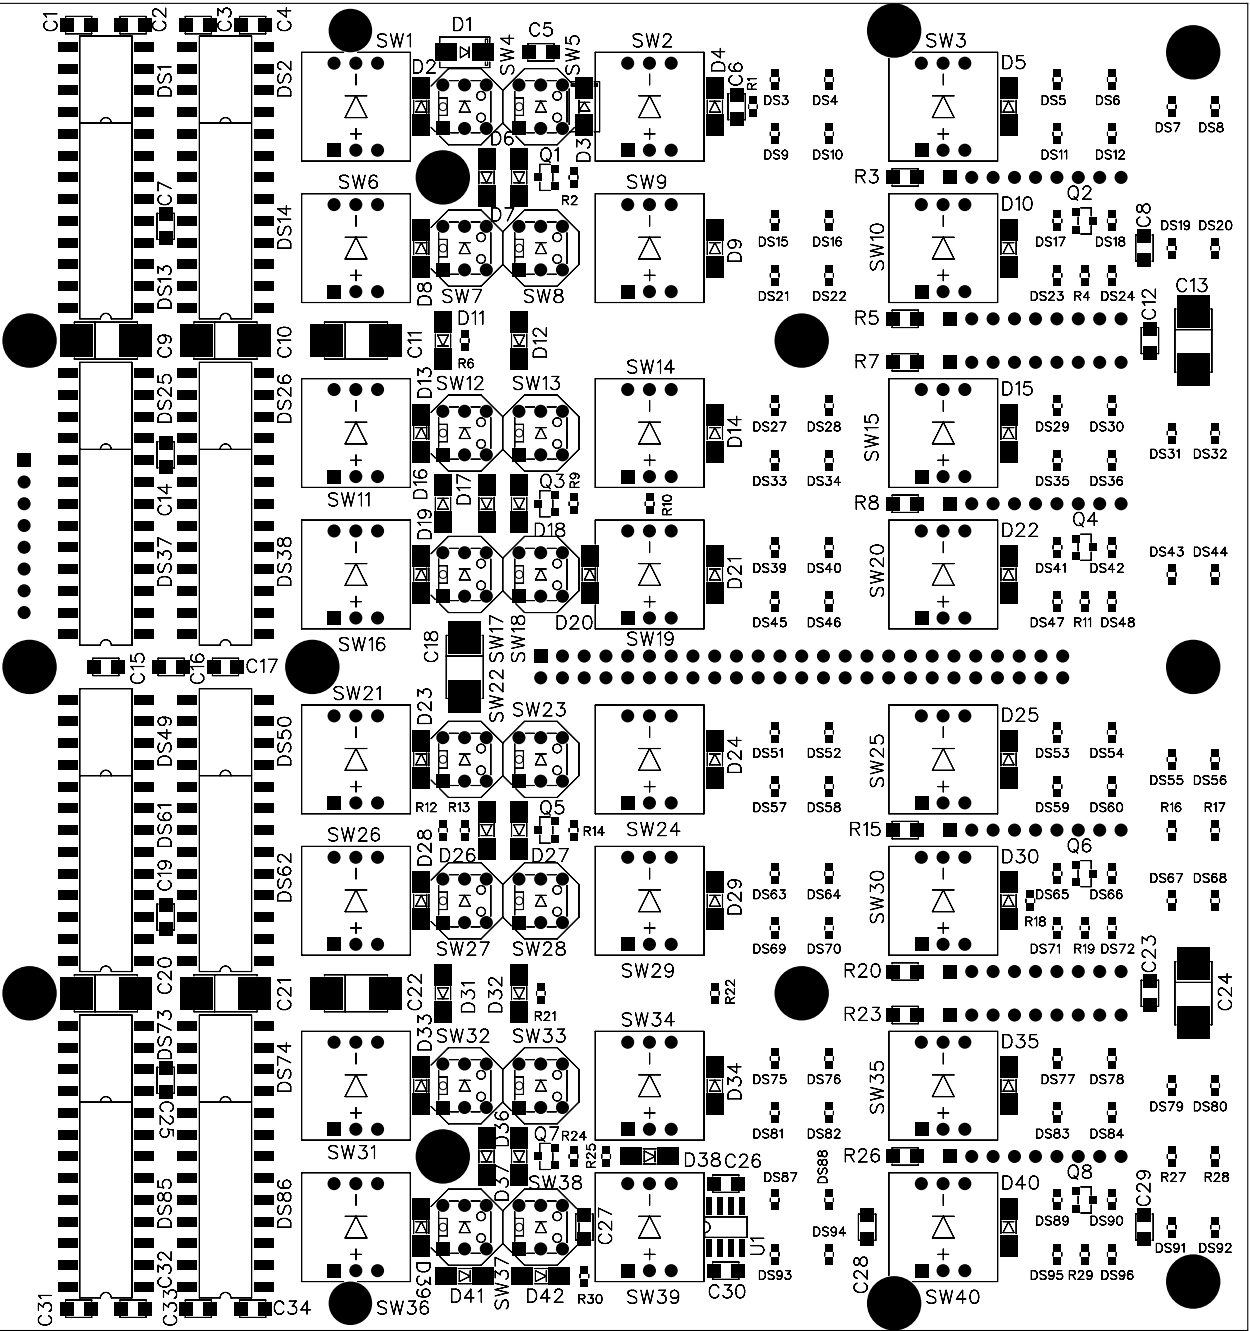 C1 C2 C3 C4 SW1 D1 SW4 C5 SW5 SW2 D4 C6 SW3
DS1 DS2 D2 R1 DS3 DS4 D5 DS5 DS6 DS7 DS8
D6 Q1 D3 DS9 DS10 DS11 DS12
SW6 R2 SW9 R3
C7 DS14 D7 D10 Q2 C8 DS19 DS20
DS15 DS16 SW10 DS17 DS18
DS13 D8 SW7 SW8 D9 DS21 DS22 DS23 R4 DS24 C13
C9 C10 C11 D11 D12 R5 C12
R6 SW14 R7
DS25 DS26 D13 SW12 SW13 D15
D14 DS27 DS28 SW15 DS29 DS30 DS31 DS32
C14 SW11 D16 D17 Q3 R9 R10 DS33 DS34 DS35 DS36
R8
DS37 DS38 D19 D18 D22 Q4
D21 DS39 DS40 SW20 DS41 DS42 DS43 DS44
D20 DS45 DS46 DS47 R11 DS48
SW16 C18 SW17 SW18 SW19
C15 C16 C17
SW21 SW22
DS49 DS50 D23 SW23 D24 D25
DS51 DS52 SW25 DS53 DS54 DS55 DS56
DS57 DS58 DS59 DS60
DS61 R12 R13 Q5 R16 R17
SW26 R14 SW24 R15
C19 DS62 D28 D26 D27 D30 Q6
D29 DS63 DS64 SW30 DS65 DS66 DS67 DS68
R18
SW27 SW28 DS69 DS70 DS71 R19 DS72
C20 SW29 R20 C23
C21 C22 D31 D32 R22 C24
R21 R23
DS73 DS74 D33 SW32 SW33 SW34 D35
D34 DS75 DS76 SW35 DS77 DS78 DS79 DS80
C25 D36 DS81 DS82 DS83 DS84
SW31 Q7 R24 R25 D38 C26 DS87 DS88 R26
R27 R28
DS85 DS86 D37 SW38 D40 Q8 C29
C27 U1 DS94 DS89 DS90 DS91 DS92
C32 D39 SW37 DS93 C28 DS95 R29 DS96
C31 C33 C34 SW36 D41 D42 R30 SW39 C30 SW40